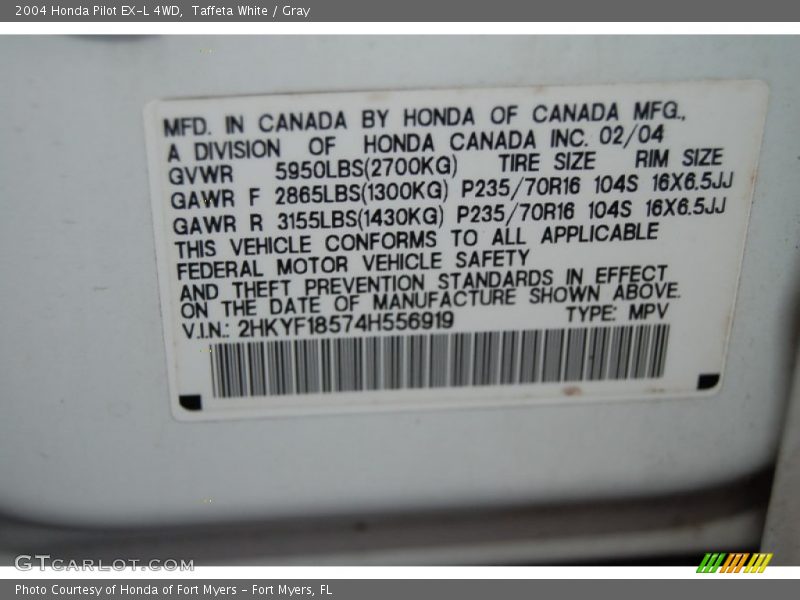 2004 Honda Pilot EX-L 4WD, Taffeta White / Gray
MFD. IN CANADA BY HONDA OF CANADA MFG.,
A DIVISION OF HONDA CANADA INC. 02/04
GVWR 5950LBS(2700KG) TIRE SIZE RIM SIZE
GAWR F 2865LBS(1300KG) P235/70R16 104S 16X6.5JJ
GAWR R 3155LBS(1430KG) P235/70R16 104S 16X6.5JJ
THIS VEHICLE CONFORMS TO ALL APPLICABLE
FEDERAL MOTOR VEHICLE SAFETY
AND THEFT PREVENTION STANDARDS IN EFFECT
ON THE DATE OF MANUFACTURE SHOWN ABOVE.
V.I.N.: 2HKYF18574H556919 TYPE: MPV
GTCARLOT.COM
Photo Courtesy of Honda of Fort Myers - Fort Myers, FL